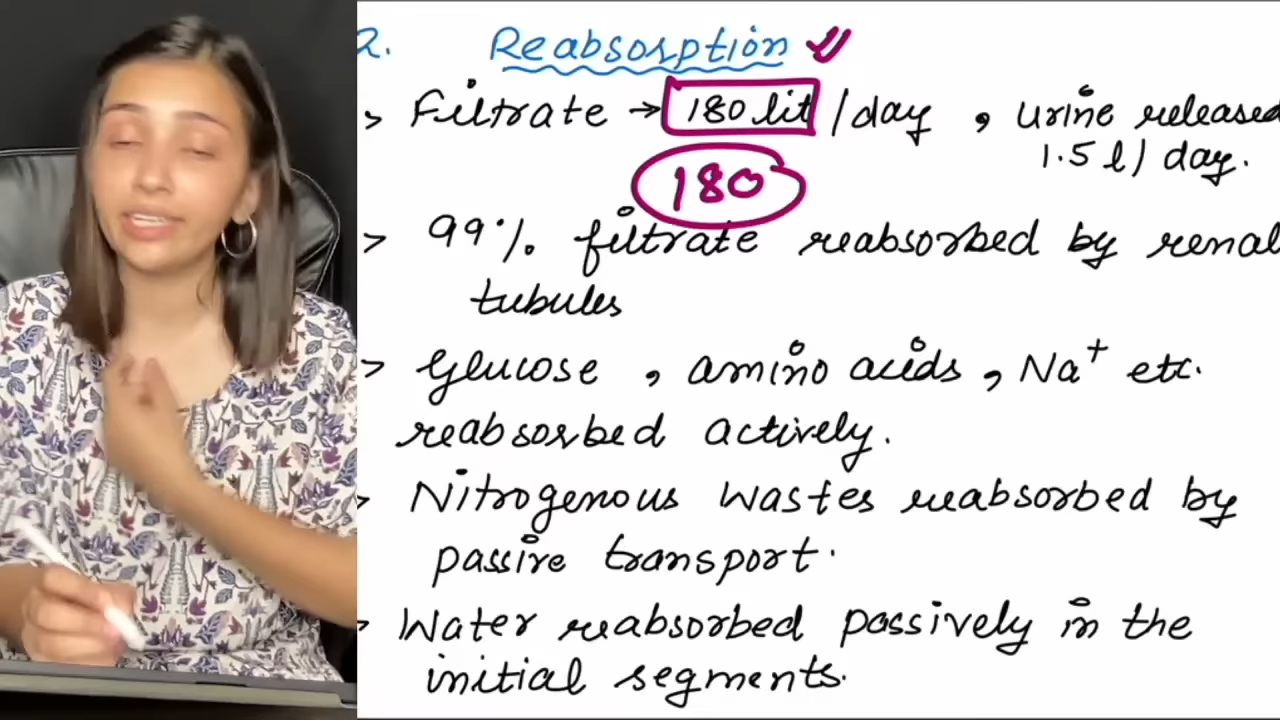 2. Reabsorption
> Filtrate → 180 lit /day , Urine released
1.5 l/ day.
180
> 99% filtrate reabsorbed by renal
tubules
> Glucose , amino acids , Na+ etc.
reabsorbed actively.
> Nitrogenous wastes reabsorbed by
passive transport.
> Water reabsorbed passively in the
initial segments.